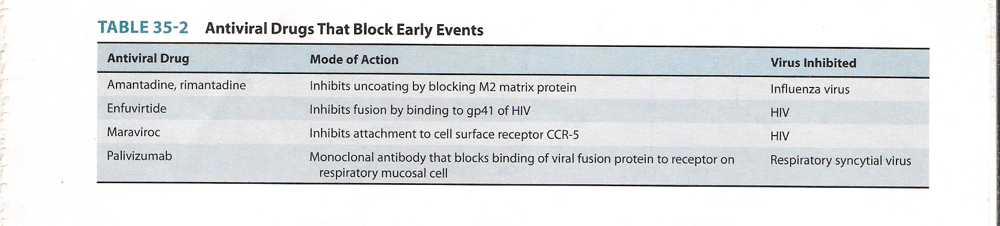 TABLE 35-2 Antiviral Drugs That Block Early Events
Antiviral Drug Mode of Action Virus Inhibited
Amantadine, rimantadine Inhibits uncoating by blocking M2 matrix protein Influenza virus
Enfuvirtide Inhibits fusion by binding to gp41 of HIV HIV
Maraviroc Inhibits attachment to cell surface receptor CCR-5 HIV
Palivizumab Monoclonal antibody that blocks binding of viral fusion protein to receptor on Respiratory syncytial virus
respiratory mucosal cell